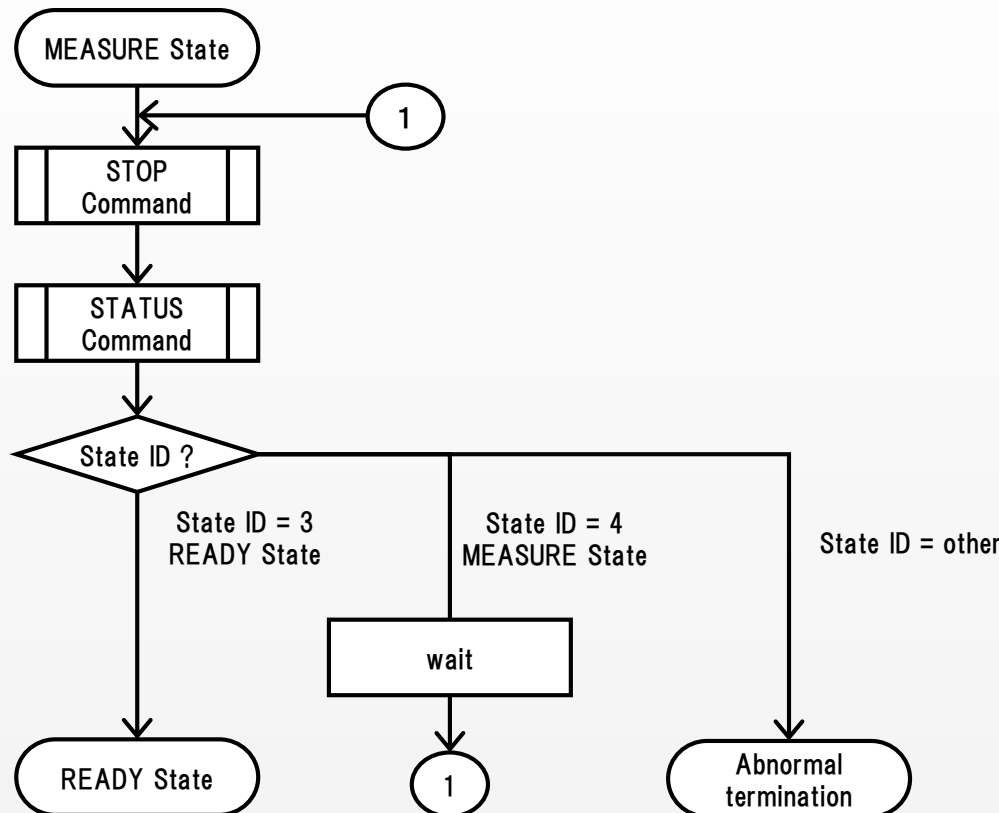 MEASURE State
1
STOP
Command
STATUS
Command
State ID ?
State ID = 3
READY State
State ID = 4
MEASURE State
State ID = other
wait
READY State
1
Abnormal
termination